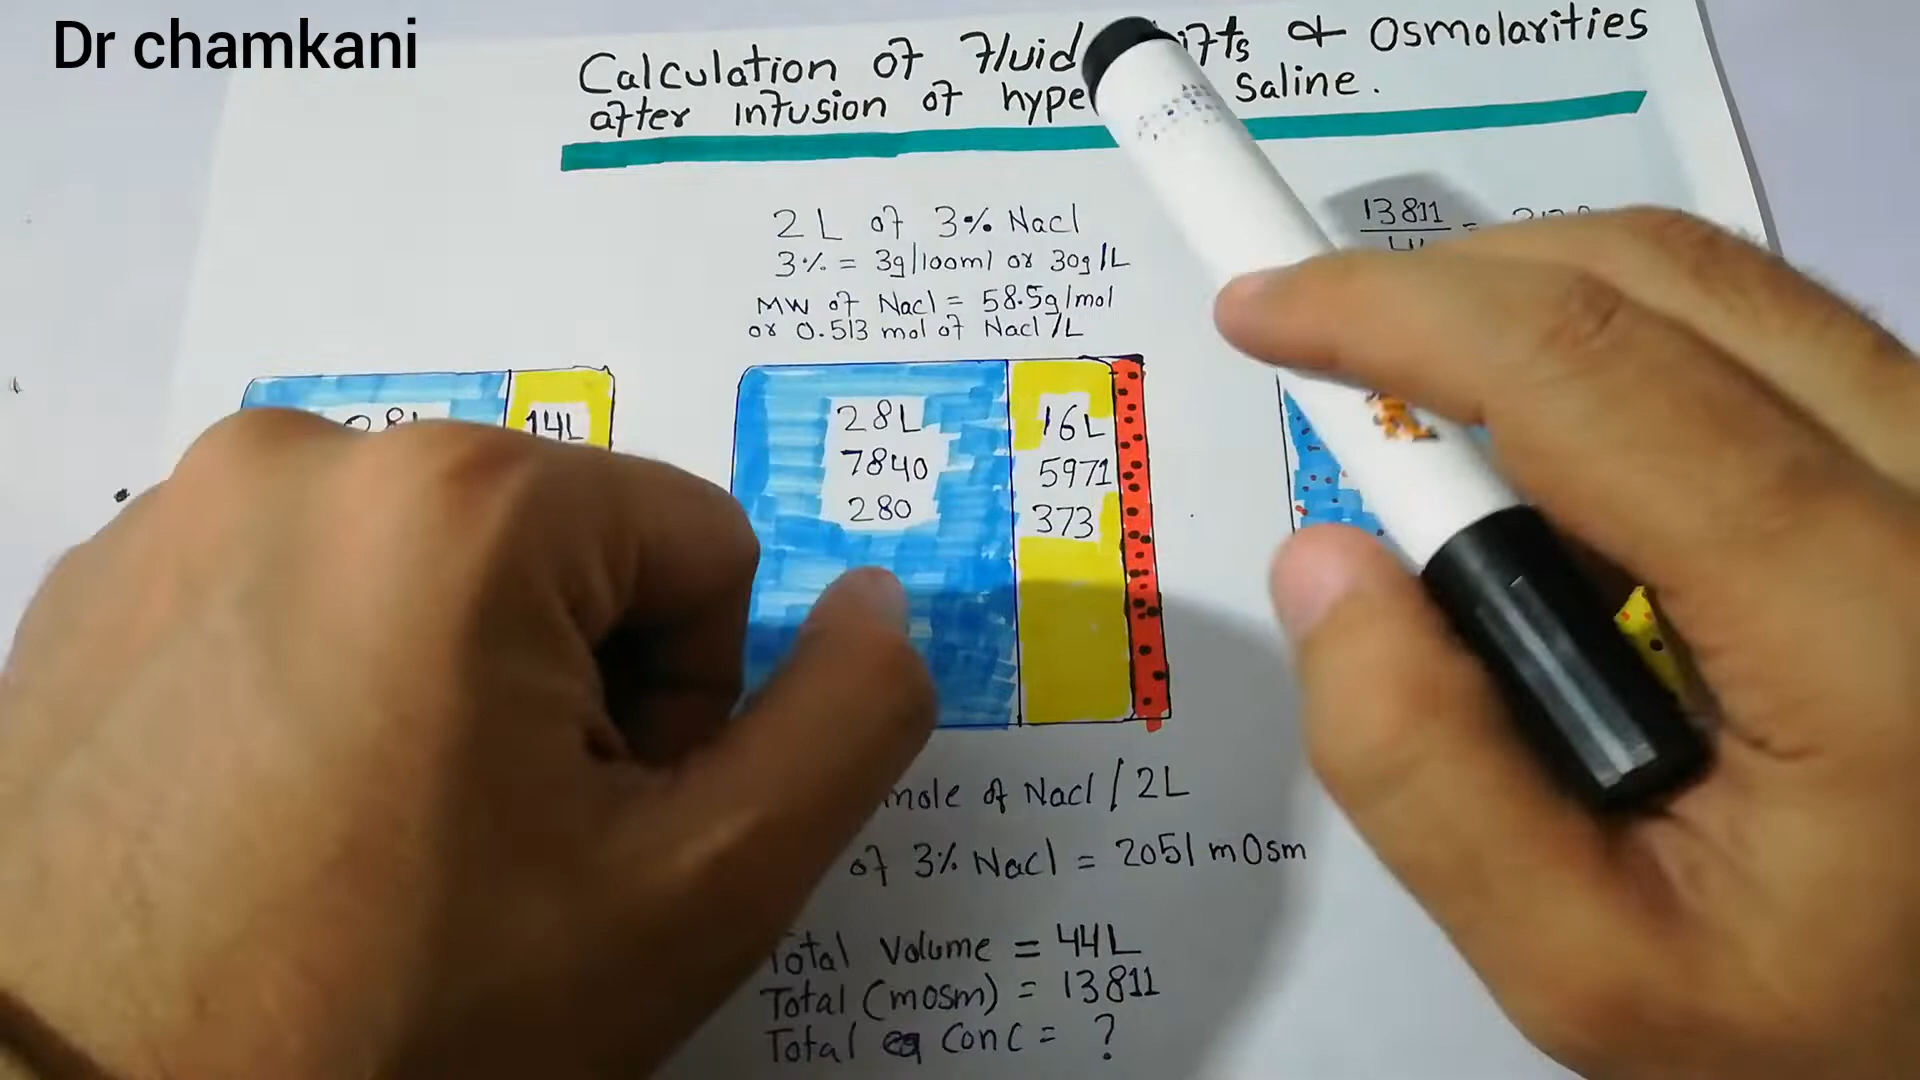 Dr chamkani
Calculation of Fluid & Osmolarities
after infusion of saline.
2L of 3% Nacl
3% = 3g/100ml or 30g/L
MW of Nacl = 58.5g/mol
or 0.513 mol of Nacl/L
13811
14L
28L
7840
280
16L
5971
373
mole of Nacl / 2L
of 3% Nacl = 2051 mOsm
Total Volume = 44L
Total (mosm) = 13811
Total eq Conc = ?